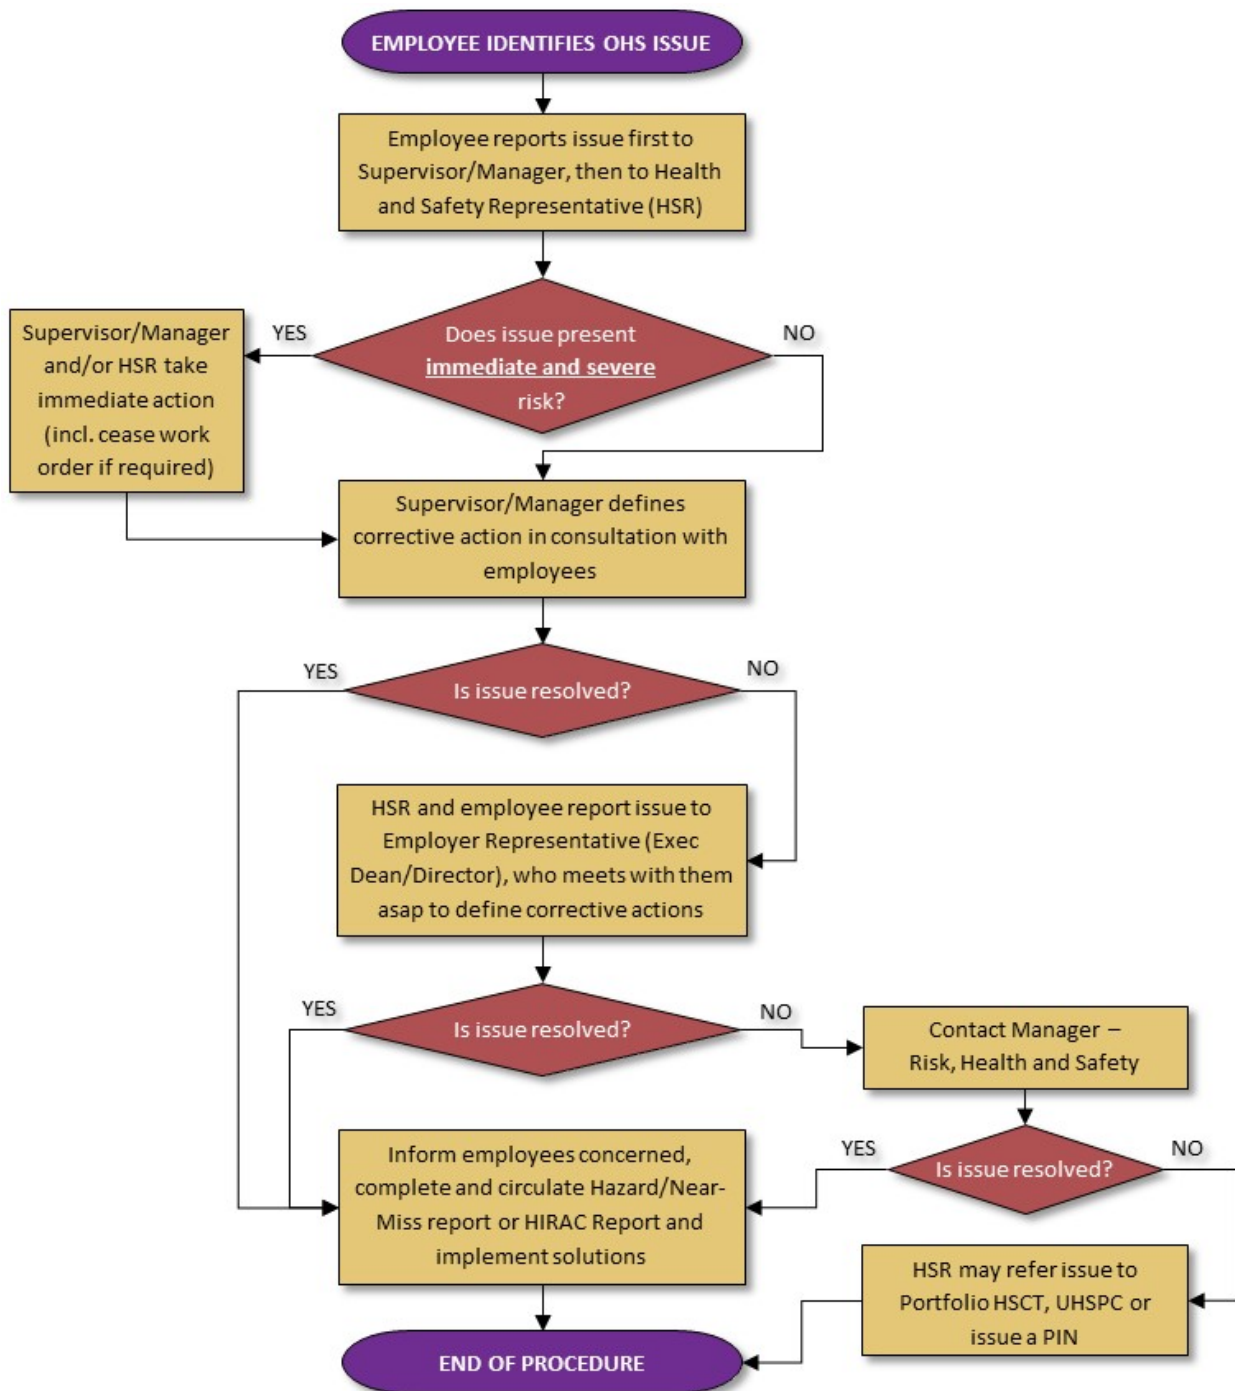 EMPLOYEE IDENTIFIES OHS ISSUE
Employee reports issue first to
Supervisor/Manager, then to Health
and Safety Representative (HSR)
Does issue present
immediate and severe
risk?
YES
NO
Supervisor/Manager
and/or HSR take
immediate action
(incl. cease work
order if required)
Supervisor/Manager defines
corrective action in consultation with
employees
Is issue resolved?
YES
NO
HSR and employee report issue to
Employer Representative (Exec
Dean/Director), who meets with them
asap to define corrective actions
Is issue resolved?
YES
NO
Contact Manager –
Risk, Health and Safety
Is issue resolved?
YES
NO
Inform employees concerned,
complete and circulate Hazard/Near-
Miss report or HIRAC Report and
implement solutions
HSR may refer issue to
Portfolio HSCT, UHSPC or
issue a PIN
END OF PROCEDURE